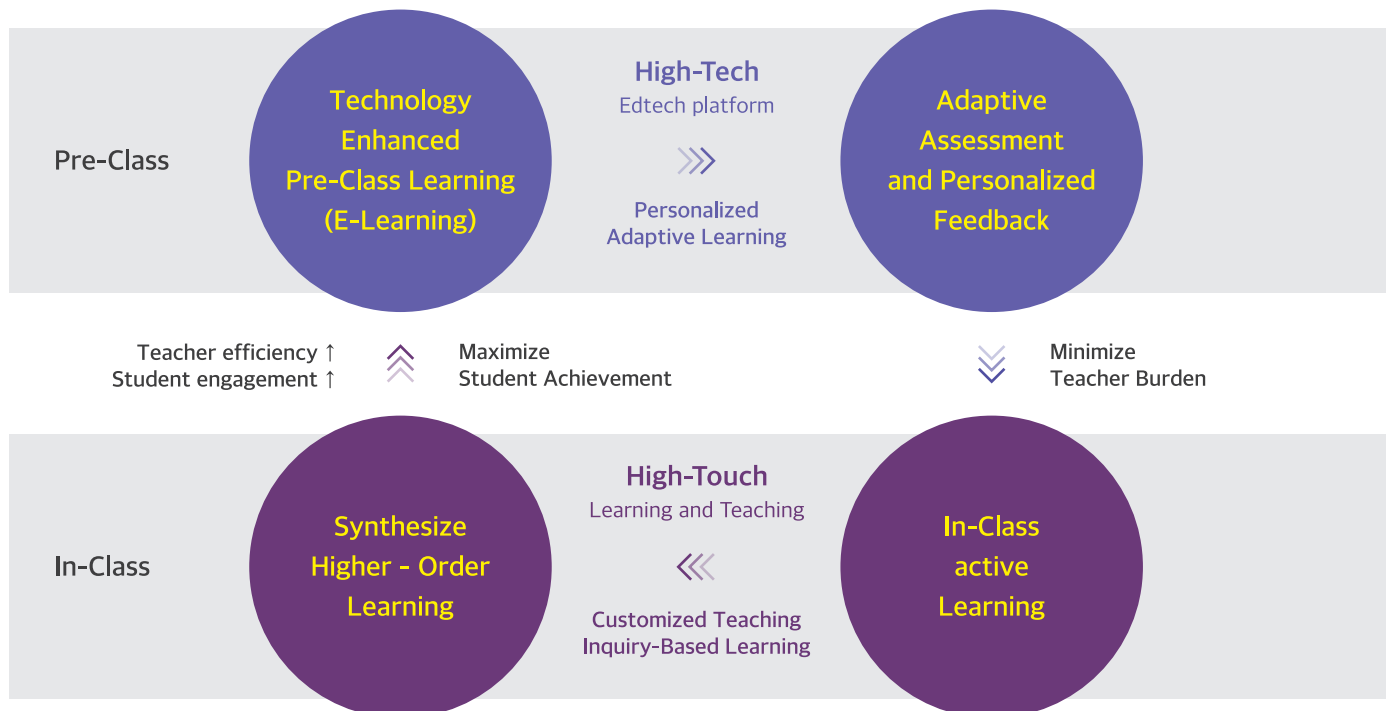 Pre-Class
Technology
Enhanced
Pre-Class Learning
(E-Learning)
High-Tech
Edtech platform
Personalized
Adaptive Learning
Adaptive
Assessment
and Personalized
Feedback
Teacher efficiency ↑
Student engagement ↑
Maximize
Student Achievement
Minimize
Teacher Burden
In-Class
Synthesize
Higher - Order
Learning
High-Touch
Learning and Teaching
Customized Teaching
Inquiry-Based Learning
In-Class
active
Learning